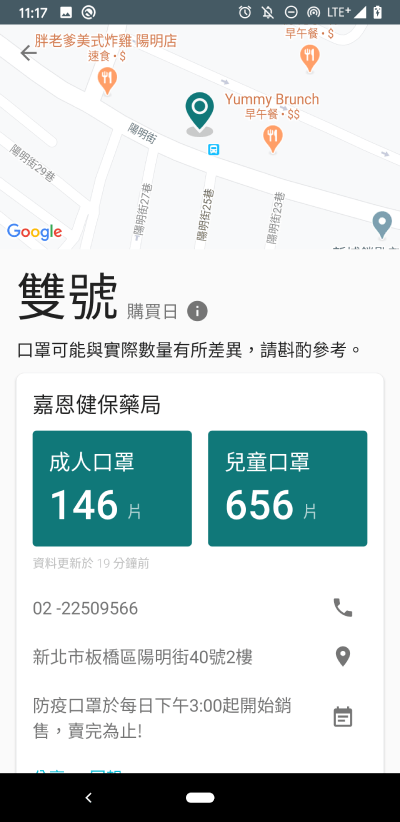 11:17
LTE+
胖老爹美式炸雞 陽明店
速食 • $
早午餐 • $
Yummy Brunch
早午餐 • $$
陽明街
陽明街29巷
陽明街27巷
陽明街25巷
陽明街23巷
Google
雙號 購買日
口罩可能與實際數量有所差異，請斟酌參考。
嘉恩健保藥局
成人口罩
146 片
兒童口罩
656 片
資料更新於 19 分鐘前
02 -22509566
新北市板橋區陽明街40號2樓
防疫口罩於每日下午3:00起開始銷
售，賣完為止!